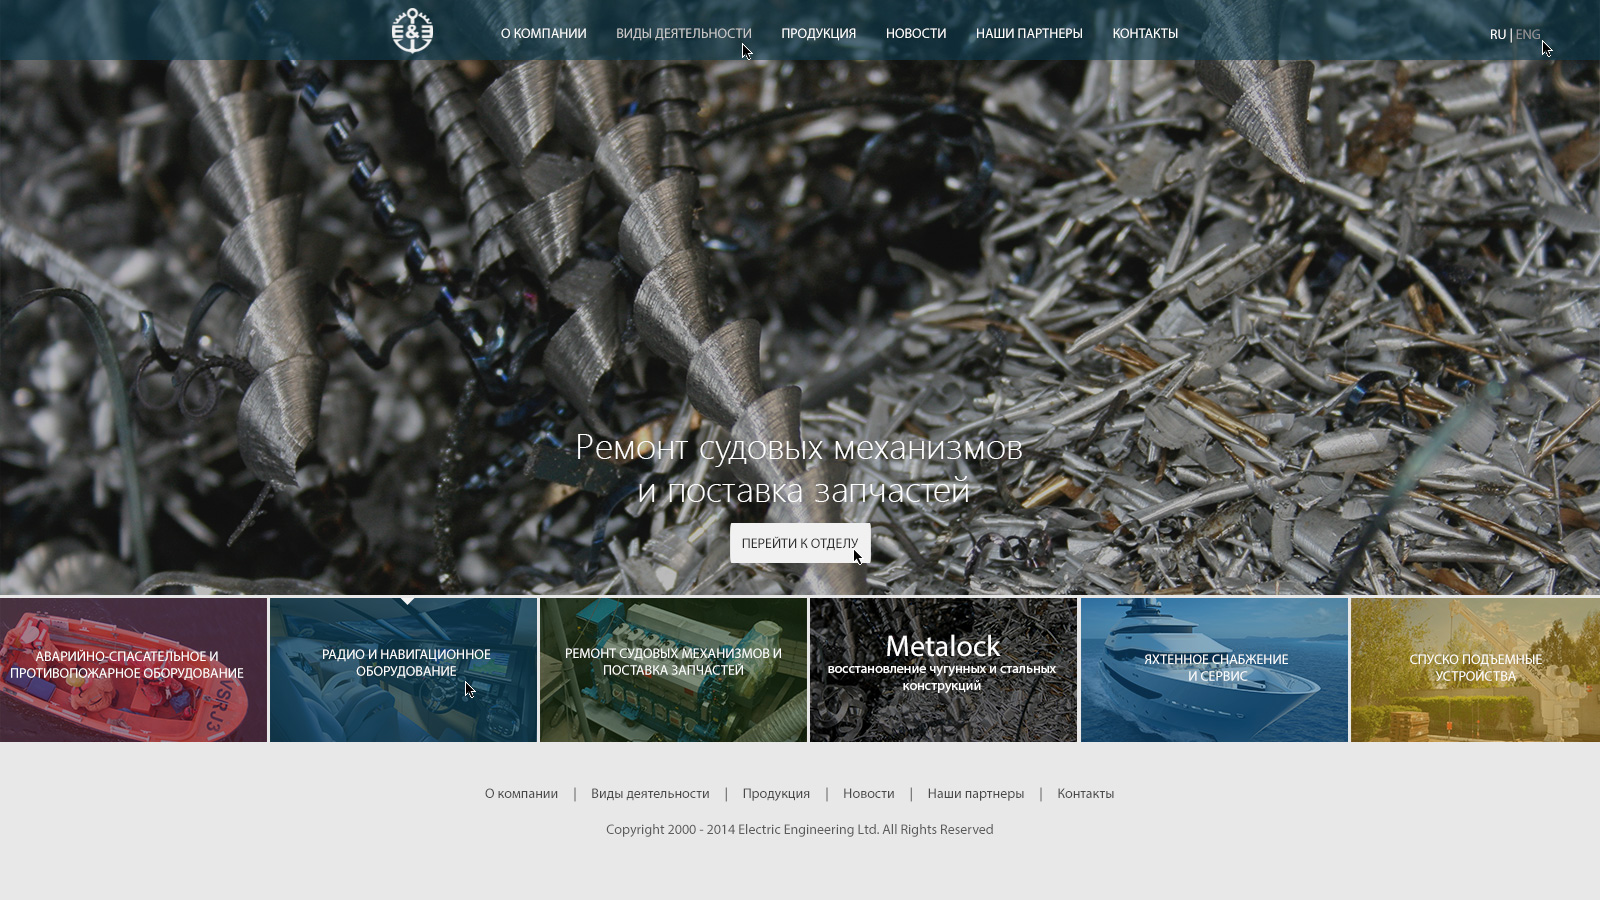 E&E
О КОМПАНИИ ВИДЫ ДЕЯТЕЛЬНОСТИ ПРОДУКЦИЯ НОВОСТИ НАШИ ПАРТНЕРЫ КОНТАКТЫ RU | ENG
Ремонт судовых механизмов
и поставка запчастей
ПЕРЕЙТИ К ОТДЕЛУ
АВАРИЙНО-СПАСАТЕЛЬНОЕ И
ПРОТИВОПОЖАРНОЕ ОБОРУДОВАНИЕ
VSRJ3
РАДИО И НАВИГАЦИОННОЕ
ОБОРУДОВАНИЕ
РЕМОНТ СУДОВЫХ МЕХАНИЗМОВ И
ПОСТАВКА ЗАПЧАСТЕЙ
Metalock
восстановление чугунных и стальных
конструкций
ЯХТЕННОЕ СНАБЖЕНИЕ
И СЕРВИС
СПУСКО ПОДЪЕМНЫЕ
УСТРОЙСТВА
О компании | Виды деятельности | Продукция | Новости | Наши партнеры | Контакты
Copyright 2000 - 2014 Electric Engineering Ltd. All Rights Reserved